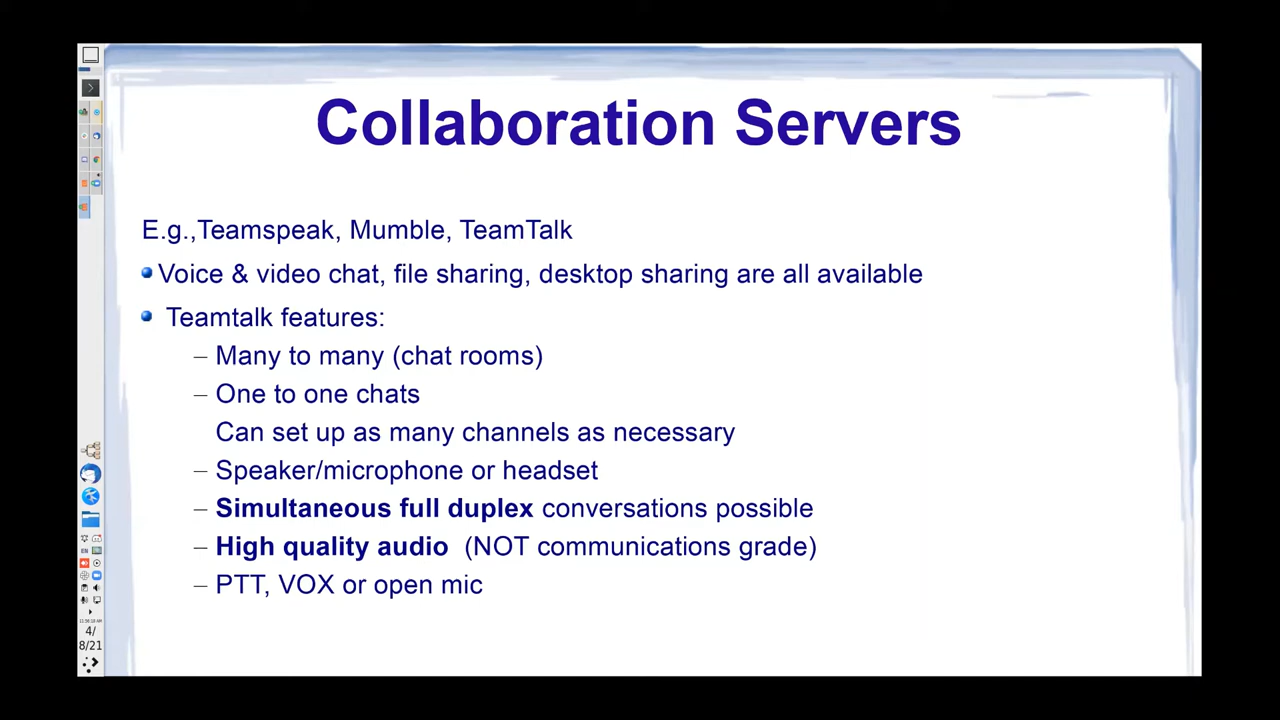 Collaboration Servers
E.g.,Teamspeak, Mumble, TeamTalk
Voice & video chat, file sharing, desktop sharing are all available
Teamtalk features:
– Many to many (chat rooms)
– One to one chats
Can set up as many channels as necessary
– Speaker/microphone or headset
– Simultaneous full duplex conversations possible
– High quality audio (NOT communications grade)
– PTT, VOX or open mic
EN
4/
8/21